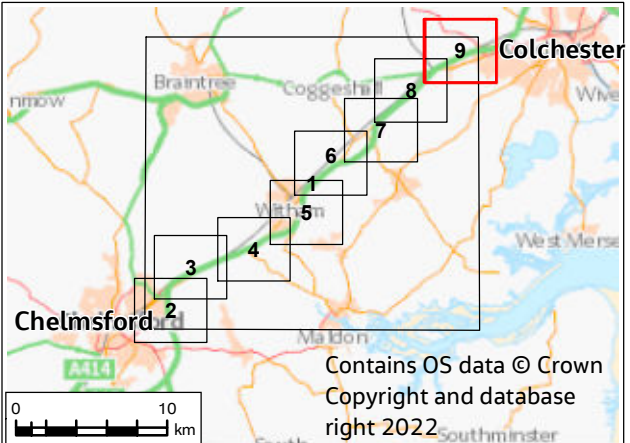 9
Colchester
Braintree
Coggeshall
8
nmow
Wive
7
6
1
Witham
5
4
West Merse
3
2
Chelmsford
Maldon
A414
Contains OS data © Crown
Copyright and database
right 2022
0 10
km
Southminster